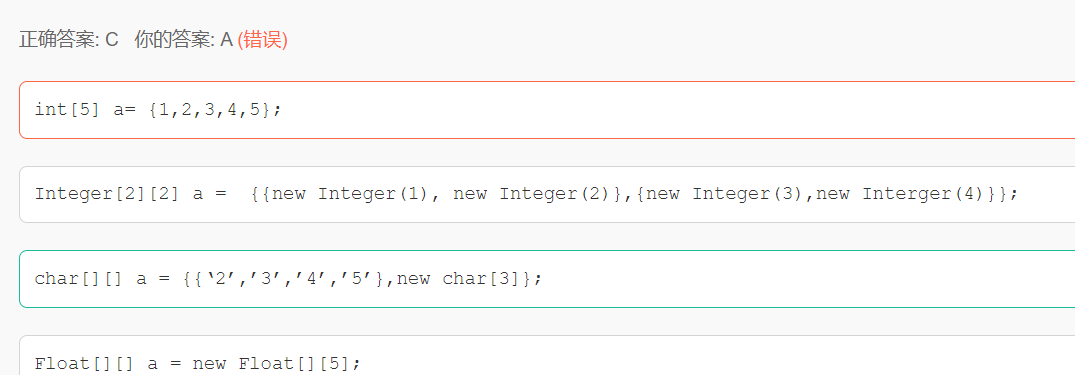 正确答案: C 你的答案: A (错误)
int[5] a= {1,2,3,4,5};
Integer[2][2] a = {{new Integer(1), new Integer(2)},{new Integer(3),new Interger(4)}};
char[][] a = {{‘2’,’3’,’4’,’5’},new char[3]};
Float[][] a = new Float[][5];